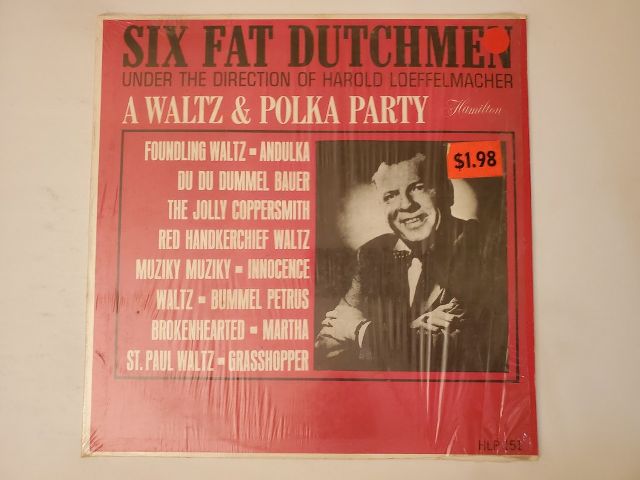 SIX FAT DUTCHMEN
UNDER THE DIRECTION OF HAROLD LOEFFELMACHER
A WALTZ & POLKA PARTY
Hamilton
$1.98
FOUNDLING WALTZ ▪ ANDULKA
DU DU DUMMEL BAUER
THE JOLLY COPPERSMITH
RED HANDKERCHIEF WALTZ
MUZIKY MUZIKY ▪ INNOCENCE
WALTZ ▪ BUMMEL PETRUS
BROKENHEARTED ▪ MARTHA
ST. PAUL WALTZ ▪ GRASSHOPPER
HLP 151